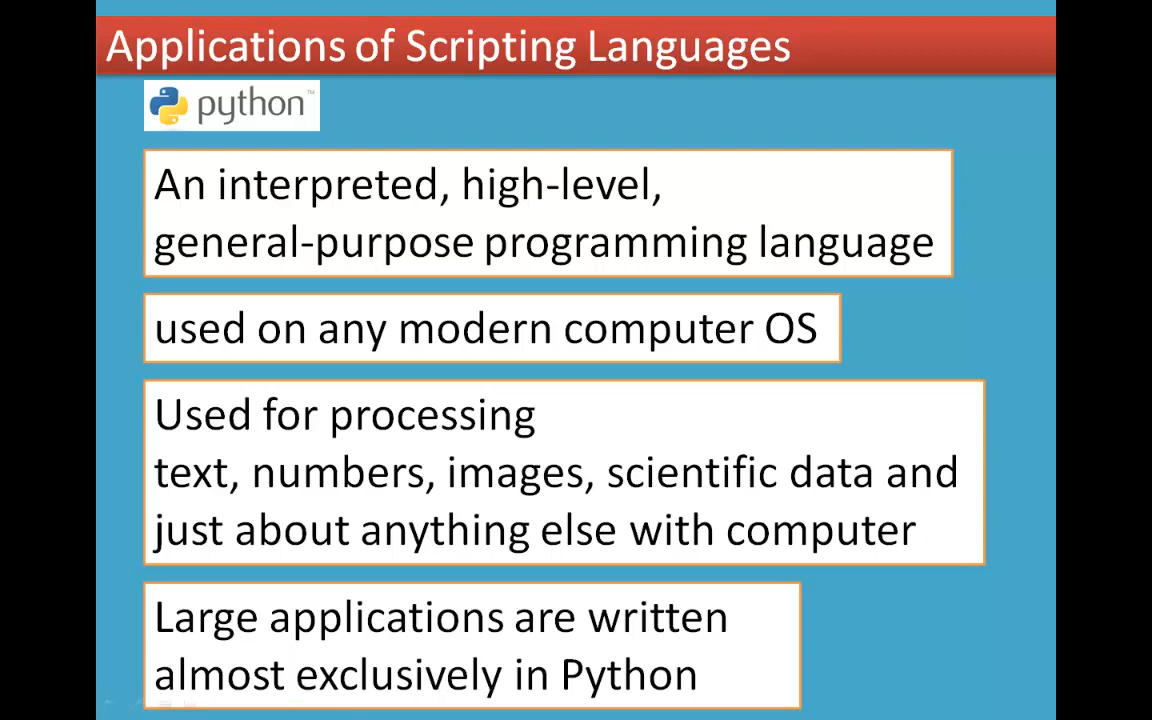 Applications of Scripting Languages
python™
An interpreted, high-level,
general-purpose programming language
used on any modern computer OS
Used for processing
text, numbers, images, scientific data and
just about anything else with computer
Large applications are written
almost exclusively in Python